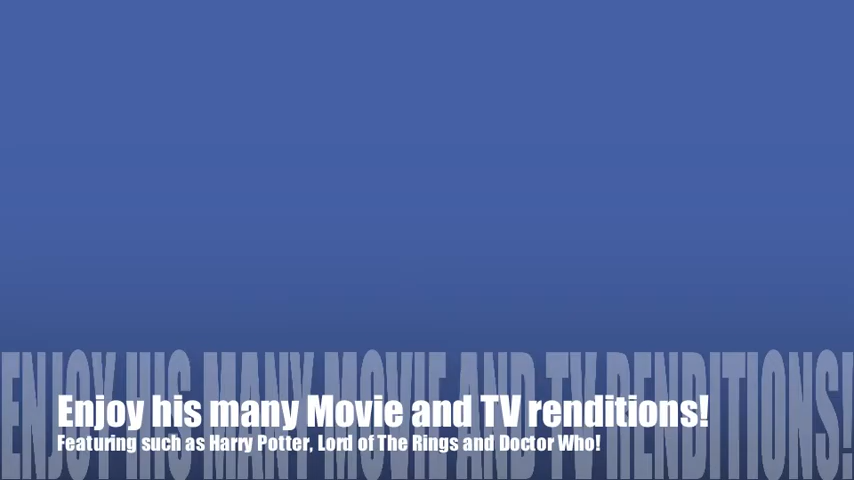 ENJOY HIS MANY MOVIE AND TV RENDITIONS!
Enjoy his many Movie and TV renditions!
Featuring such as Harry Potter, Lord of The Rings and Doctor Who!